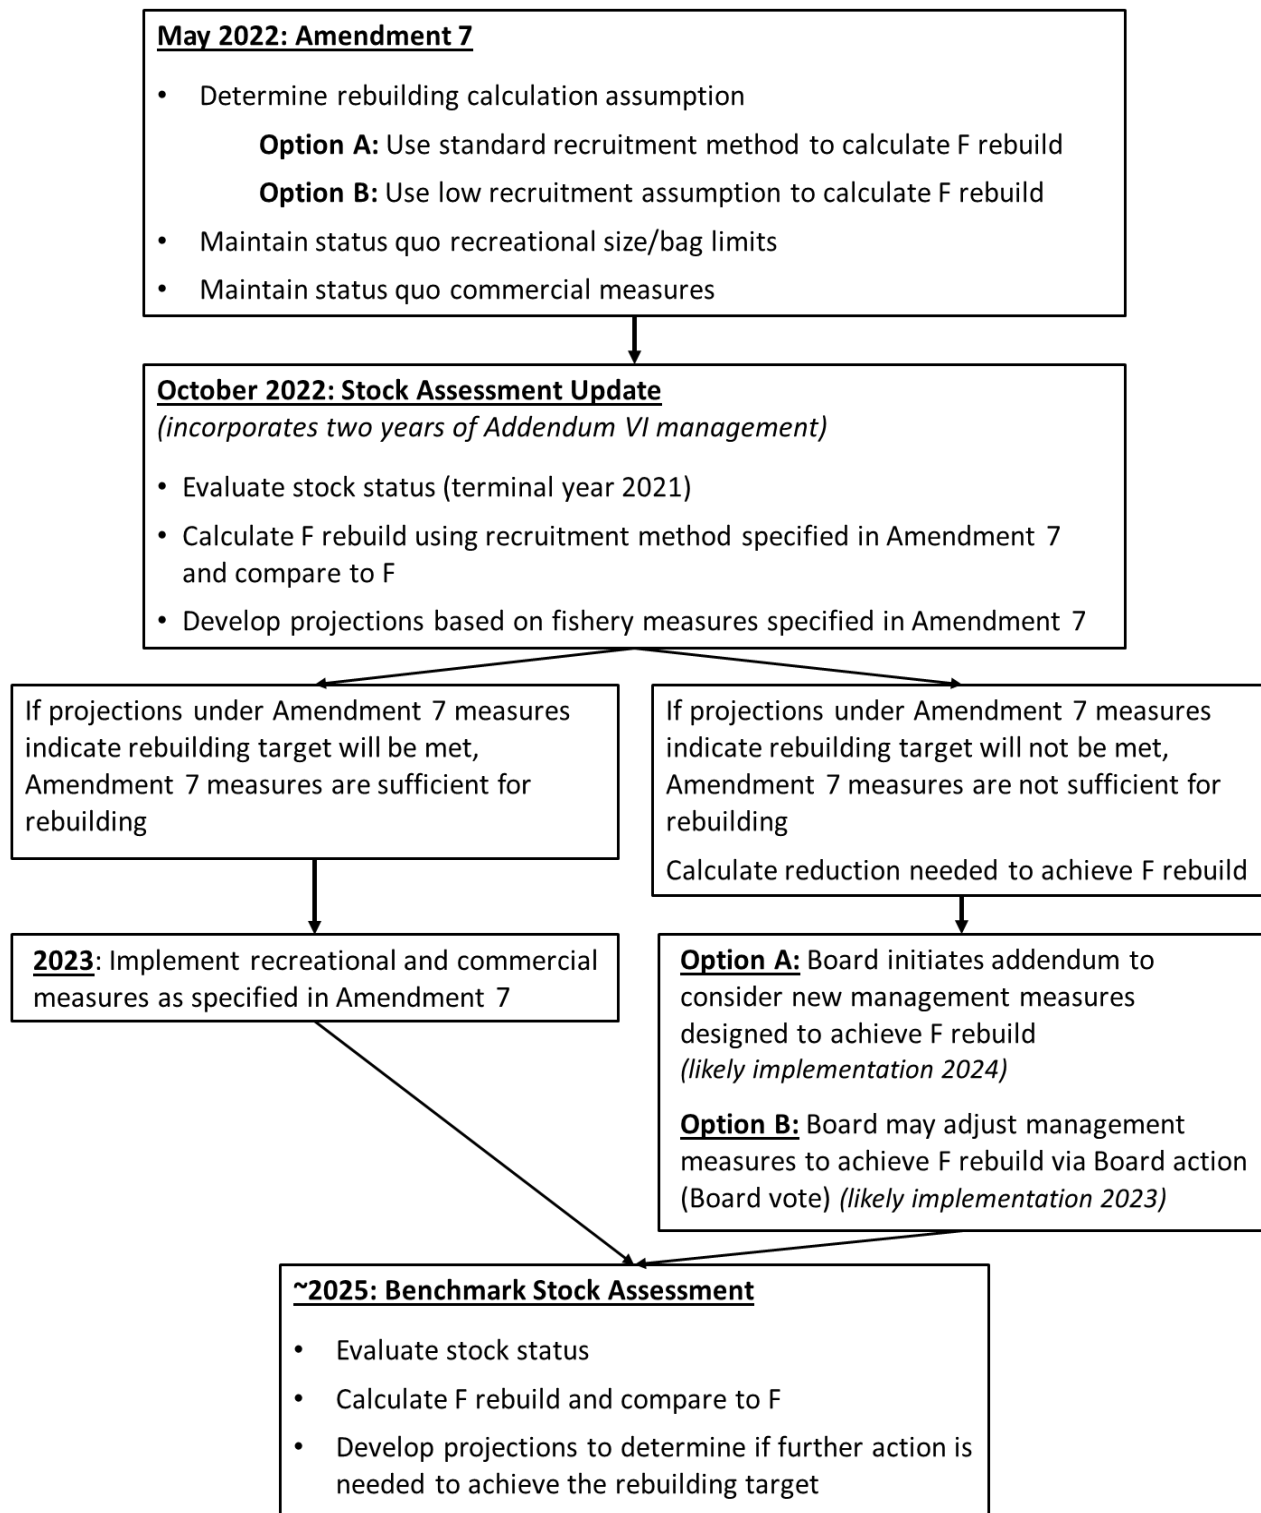 May 2022: Amendment 7
• Determine rebuilding calculation assumption
Option A: Use standard recruitment method to calculate F rebuild
Option B: Use low recruitment assumption to calculate F rebuild
• Maintain status quo recreational size/bag limits
• Maintain status quo commercial measures
October 2022: Stock Assessment Update
(incorporates two years of Addendum VI management)
• Evaluate stock status (terminal year 2021)
• Calculate F rebuild using recruitment method specified in Amendment 7
and compare to F
• Develop projections based on fishery measures specified in Amendment 7
If projections under Amendment 7 measures
indicate rebuilding target will be met,
Amendment 7 measures are sufficient for
rebuilding
If projections under Amendment 7 measures
indicate rebuilding target will not be met,
Amendment 7 measures are not sufficient for
rebuilding
Calculate reduction needed to achieve F rebuild
2023: Implement recreational and commercial
measures as specified in Amendment 7
Option A: Board initiates addendum to
consider new management measures
designed to achieve F rebuild
(likely implementation 2024)
Option B: Board may adjust management
measures to achieve F rebuild via Board action
(Board vote) (likely implementation 2023)
~2025: Benchmark Stock Assessment
• Evaluate stock status
• Calculate F rebuild and compare to F
• Develop projections to determine if further action is
needed to achieve the rebuilding target